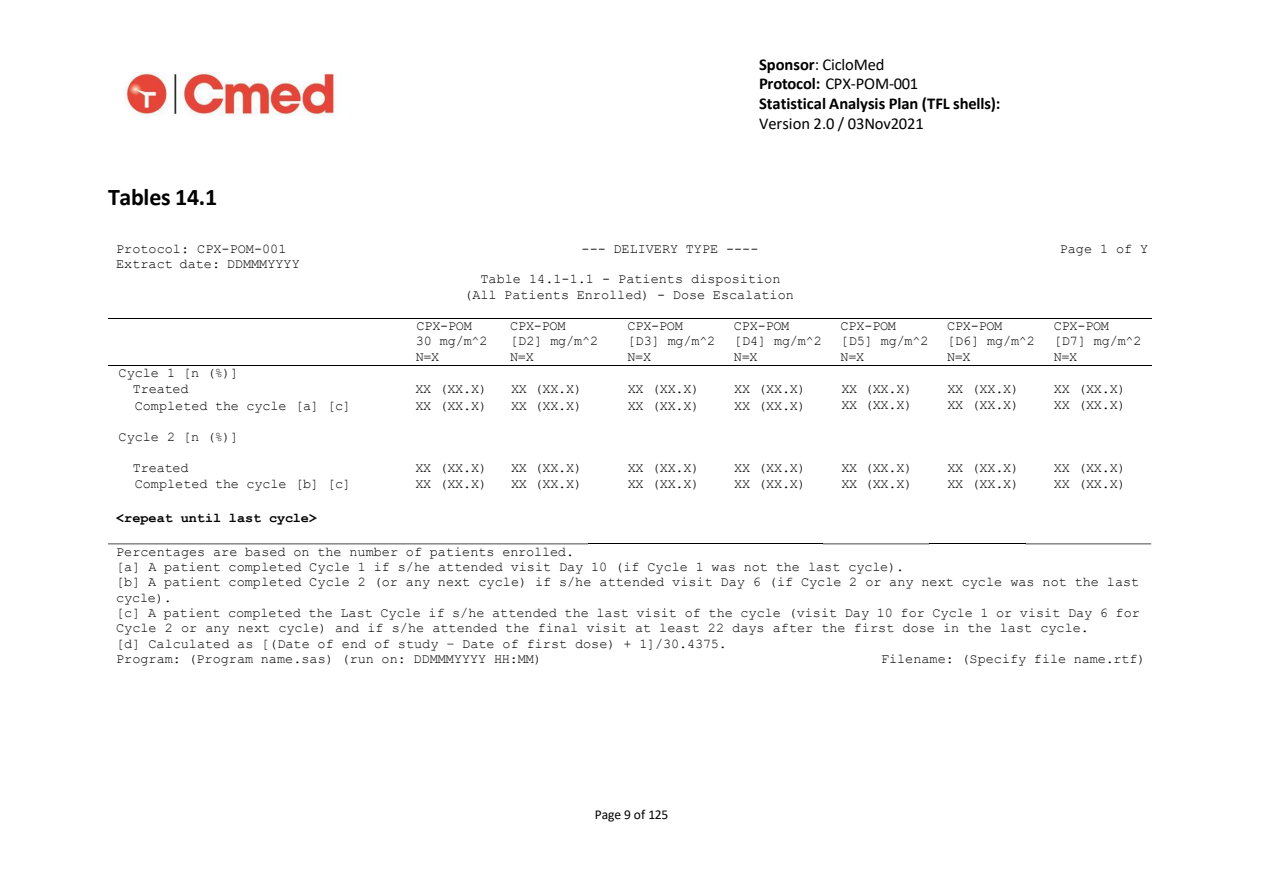 Cmed
Sponsor: CicloMed
Protocol: CPX-POM-001
Statistical Analysis Plan (TFL shells):
Version 2.0 / 03Nov2021
Tables 14.1
Protocol: CPX-POM-001 --- DELIVERY TYPE ---- Page 1 of Y
Extract date: DDMMMYYYY
Table 14.1-1.1 - Patients disposition
(All Patients Enrolled) - Dose Escalation
CPX-POM CPX-POM CPX-POM CPX-POM CPX-POM CPX-POM CPX-POM
30 mg/m^2 [D2] mg/m^2 [D3] mg/m^2 [D4] mg/m^2 [D5] mg/m^2 [D6] mg/m^2 [D7] mg/m^2
N=X N=X N=X N=X N=X N=X N=X
Cycle 1 [n (%)]
Treated XX (XX.X) XX (XX.X) XX (XX.X) XX (XX.X) XX (XX.X) XX (XX.X) XX (XX.X)
Completed the cycle [a] [c] XX (XX.X) XX (XX.X) XX (XX.X) XX (XX.X) XX (XX.X) XX (XX.X) XX (XX.X)
Cycle 2 [n (%)]
Treated XX (XX.X) XX (XX.X) XX (XX.X) XX (XX.X) XX (XX.X) XX (XX.X) XX (XX.X)
Completed the cycle [b] [c] XX (XX.X) XX (XX.X) XX (XX.X) XX (XX.X) XX (XX.X) XX (XX.X) XX (XX.X)
<repeat until last cycle>
Percentages are based on the number of patients enrolled.
[a] A patient completed Cycle 1 if s/he attended visit Day 10 (if Cycle 1 was not the last cycle).
[b] A patient completed Cycle 2 (or any next cycle) if s/he attended visit Day 6 (if Cycle 2 or any next cycle was not the last
cycle).
[c] A patient completed the Last Cycle if s/he attended the last visit of the cycle (visit Day 10 for Cycle 1 or visit Day 6 for
Cycle 2 or any next cycle) and if s/he attended the final visit at least 22 days after the first dose in the last cycle.
[d] Calculated as [(Date of end of study – Date of first dose) + 1]/30.4375.
Program: (Program name.sas) (run on: DDMMMYYYY HH:MM) Filename: (Specify file name.rtf)
Page 9 of 125